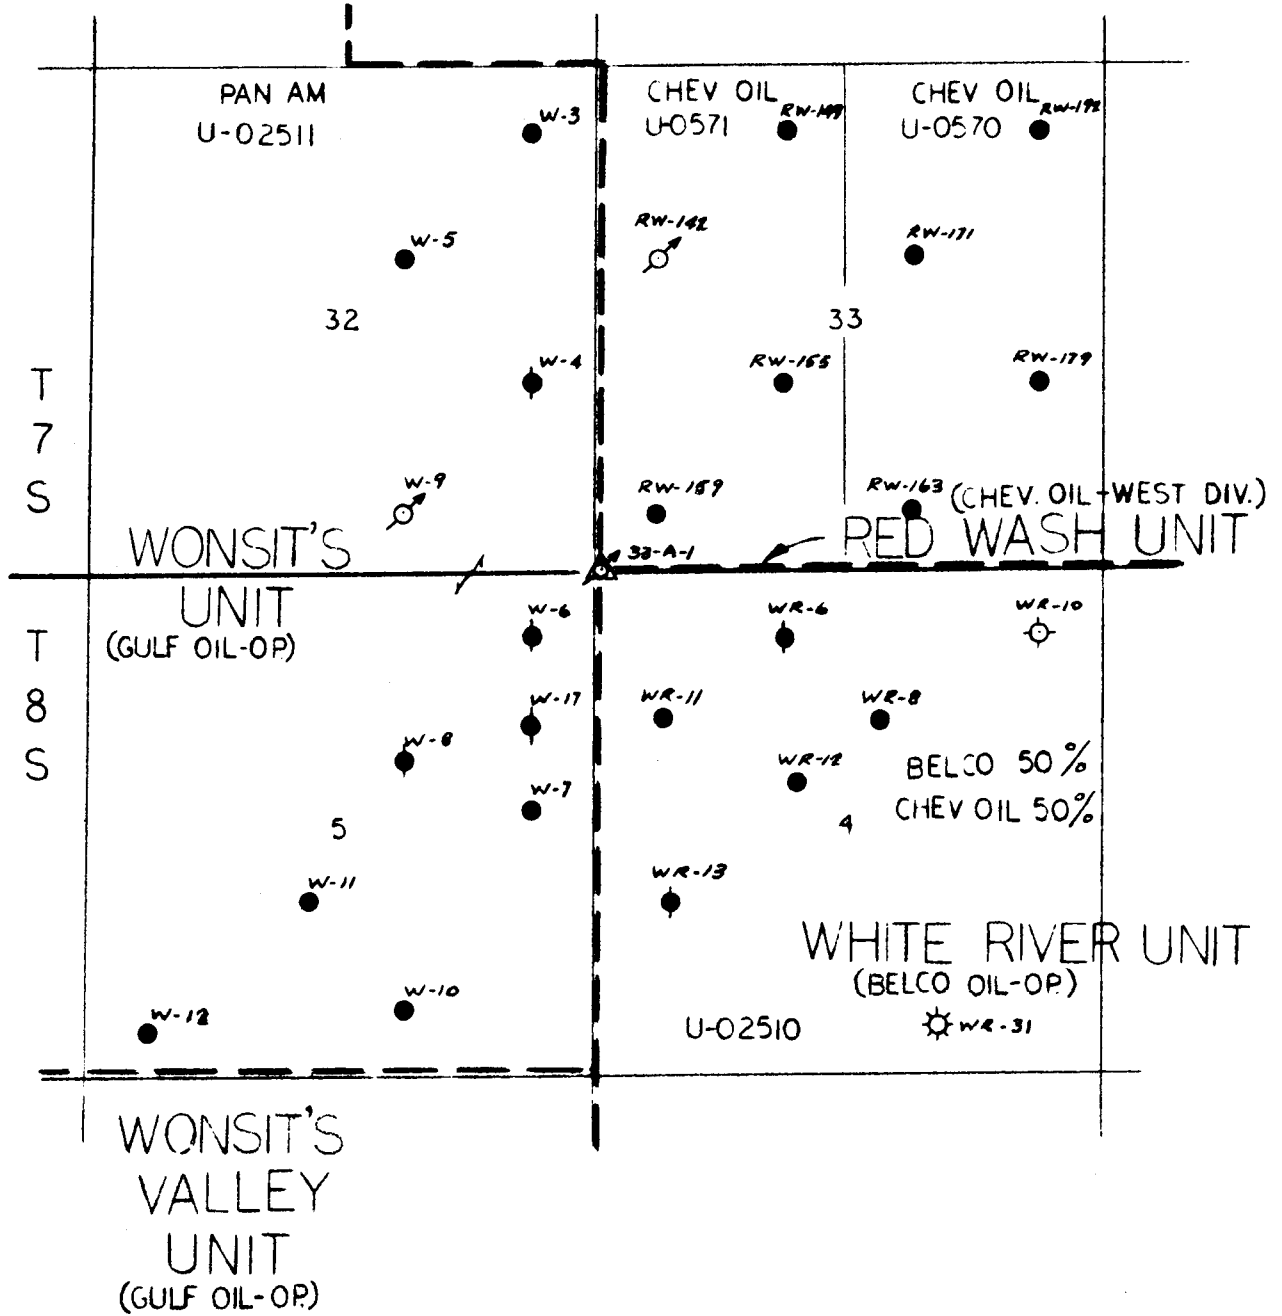 PAN AM
U-02511
W-3
CHEV OIL
U-0571
RW-149
CHEV OIL
U-0570
W-5
RW-142
RW-171
32
33
W-4
RW-165
RW-179
T
7
S
W-9
RW-159
RW-163
(CHEV. OIL-WEST DIV.)
WONSIT'S
UNIT
(GULF OIL-OP.)
RED WASH UNIT
T
8
S
W-6
WR-6
WR-10
W-17
WR-11
WR-8
W-8
WR-12
BELCO 50%
CHEV OIL 50%
W-7
5
4
W-11
WR-13
WHITE RIVER UNIT
(BELCO OIL-OP.)
W-10
W-12
U-02510
WR-31
WONSIT'S
VALLEY
UNIT
(GULF OIL-OP.)